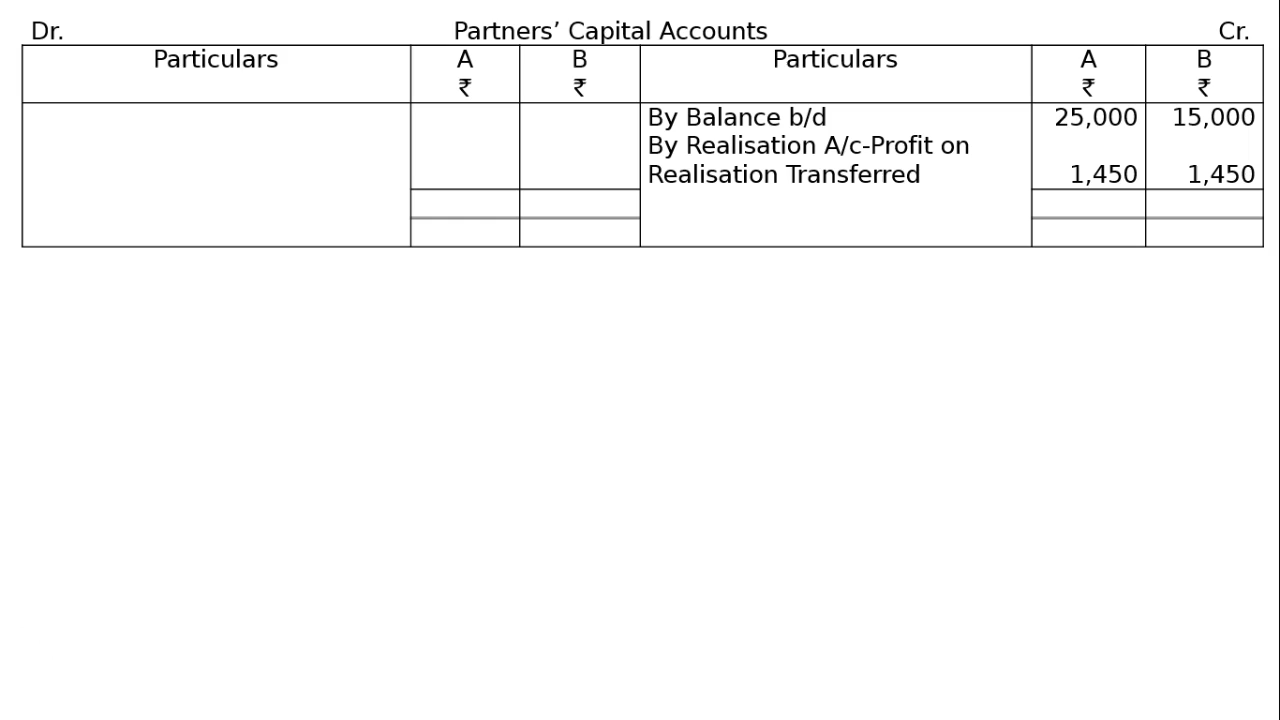 Dr. Partners’ Capital Accounts Cr.
Particulars A B Particulars A B
₹ ₹ ₹ ₹
By Balance b/d 25,000 15,000
By Realisation A/c-Profit on
Realisation Transferred 1,450 1,450